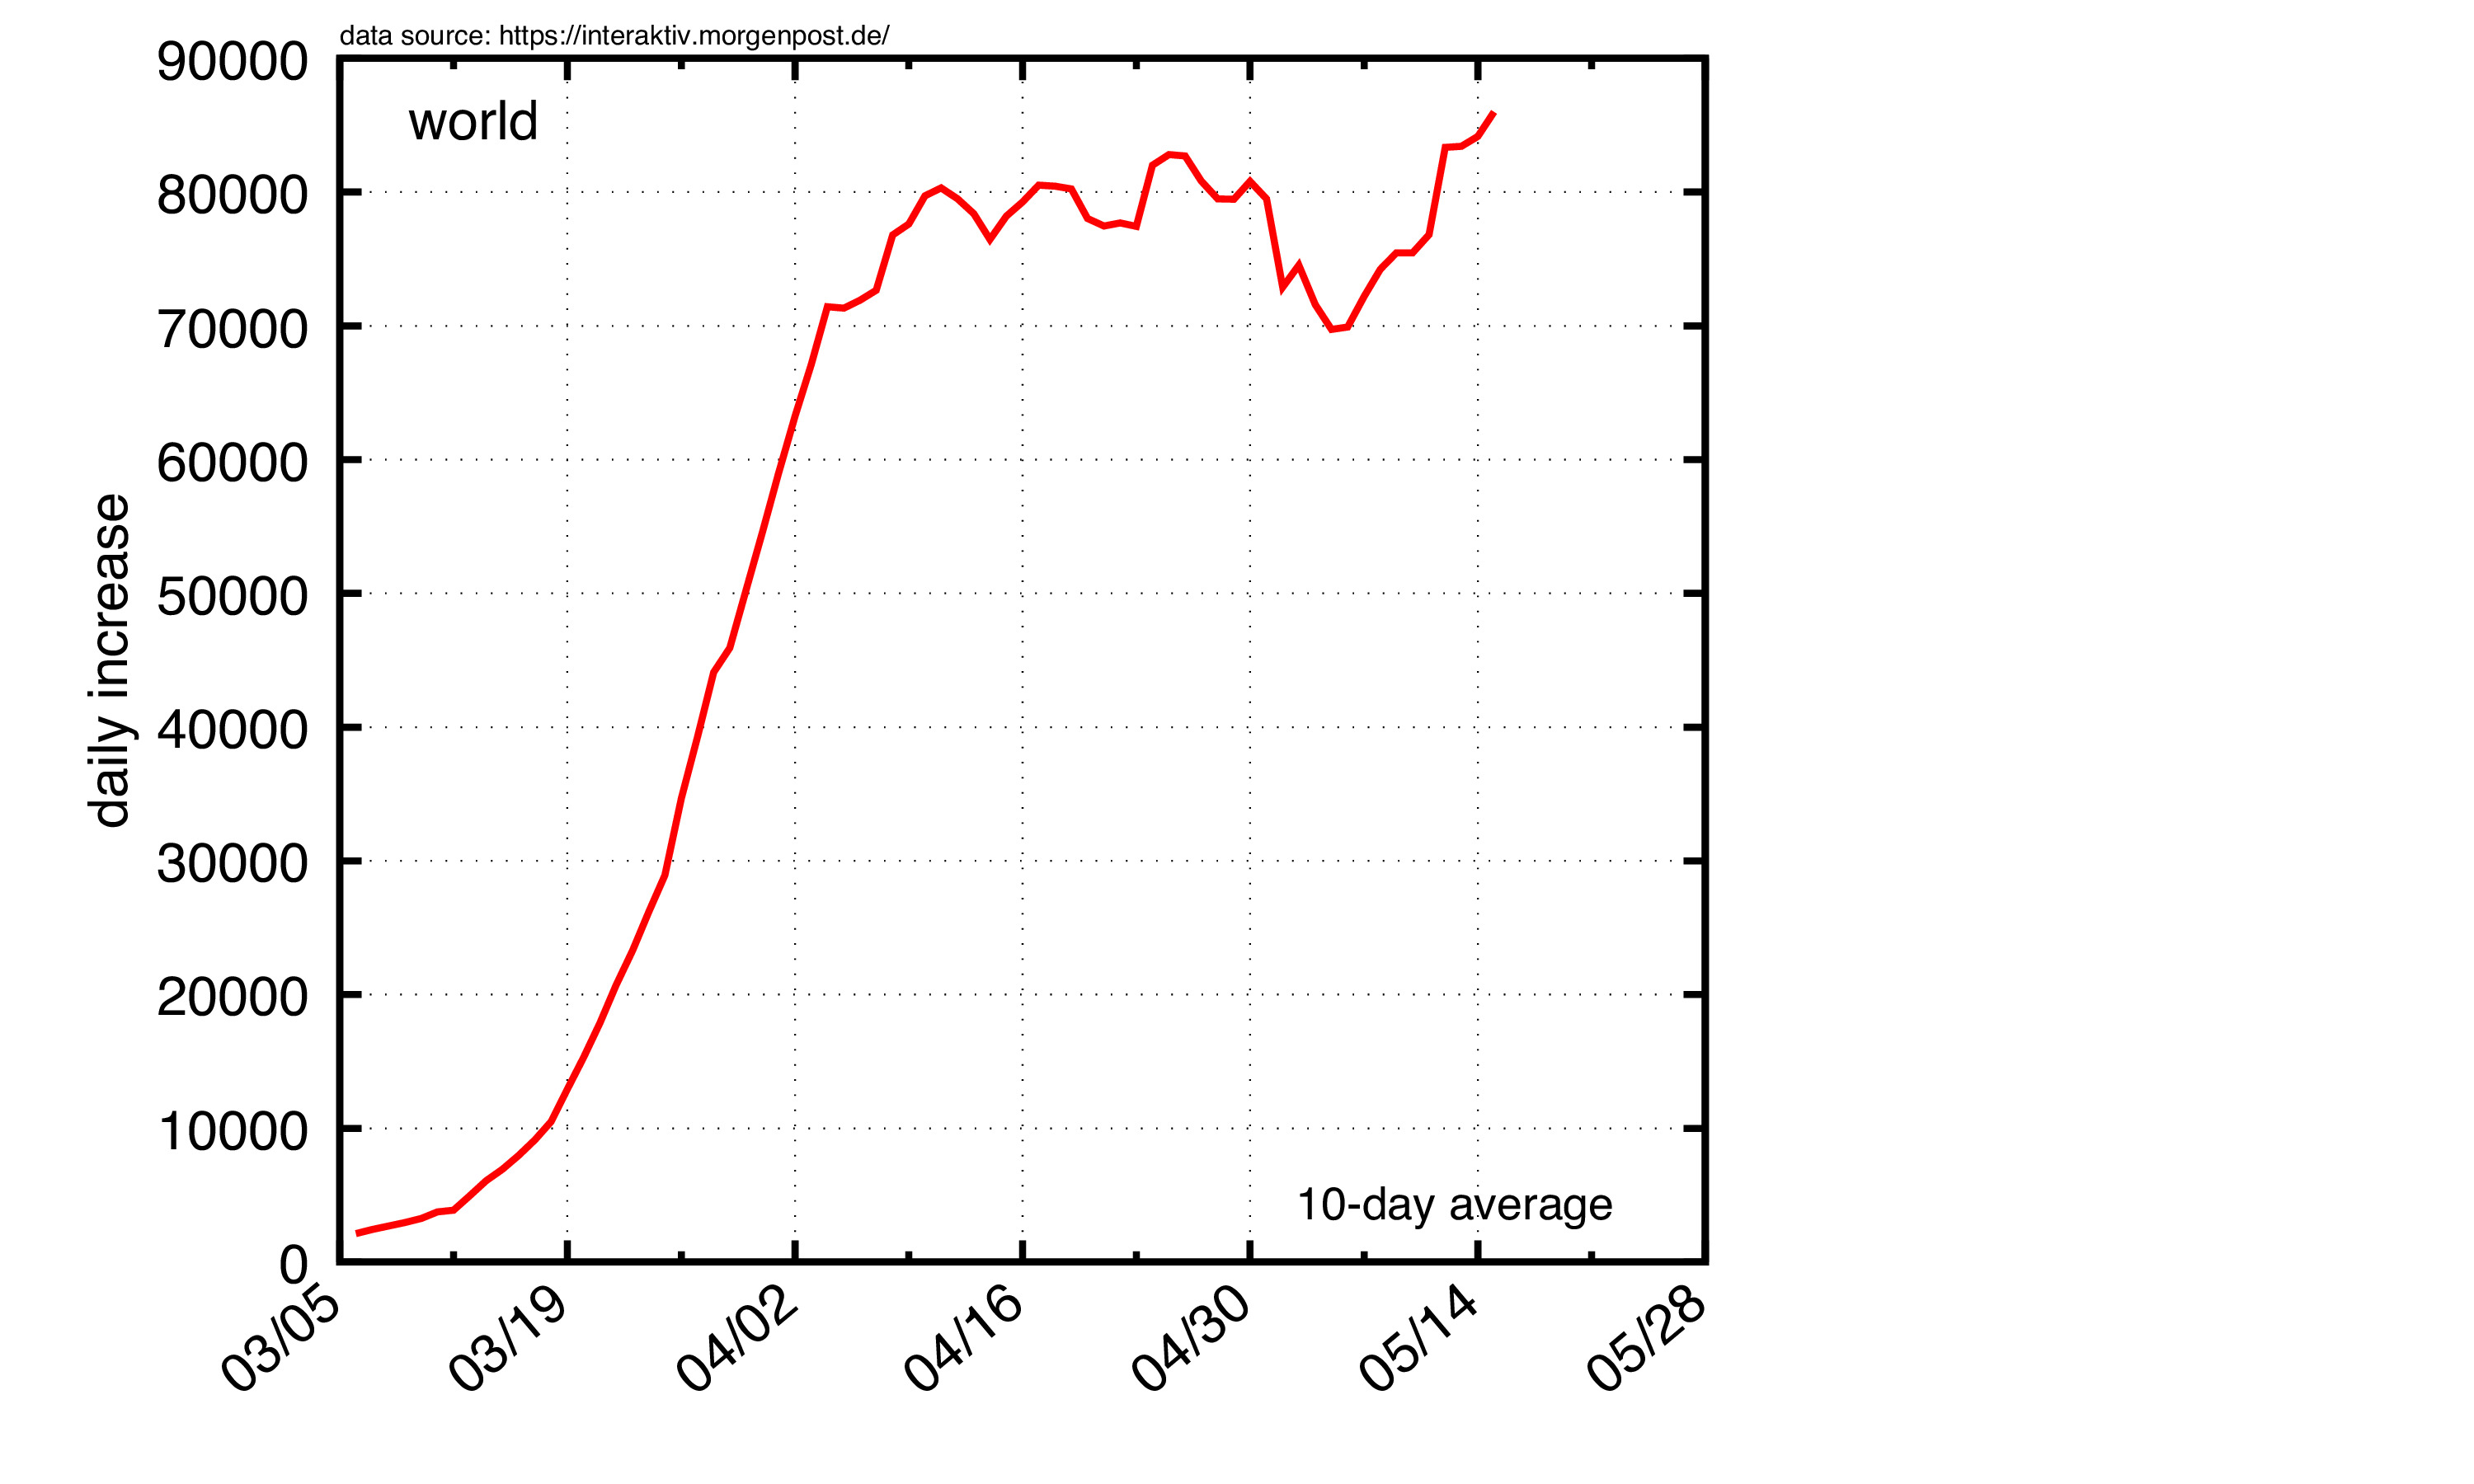 data source: https://interaktiv.morgenpost.de/
90000
world
80000
70000
60000
50000
daily increase
40000
30000
20000
10000
10-day average
0
03/05 03/19 04/02 04/16 04/30 05/14 05/28